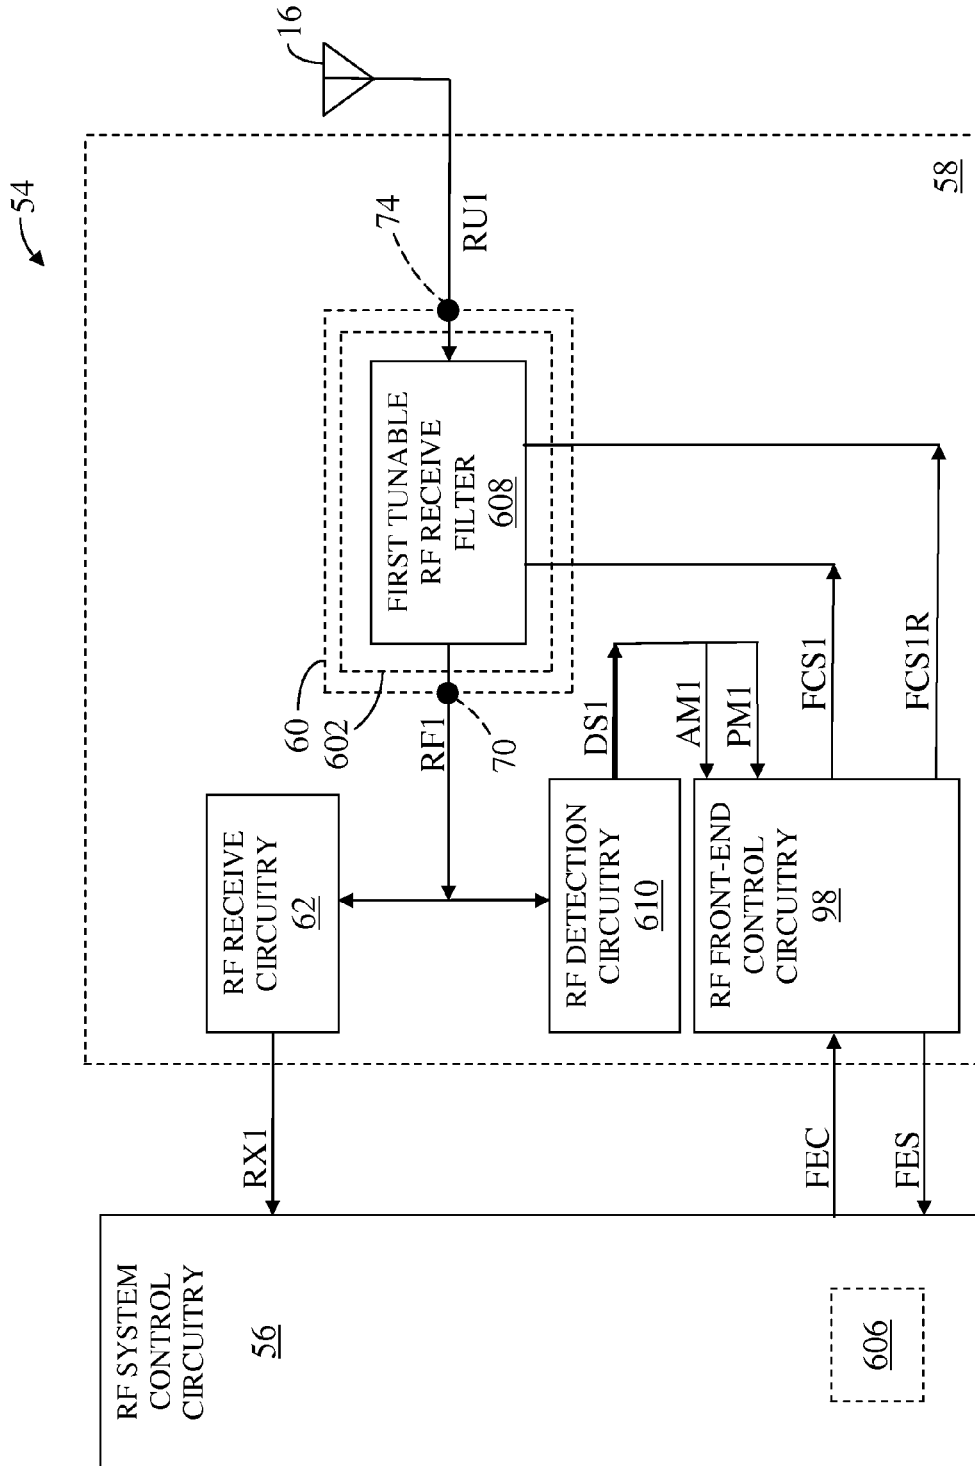 54
RF SYSTEM
CONTROL
CIRCUITRY
56
606
RX1
FEC
FES
RF RECEIVE
CIRCUITRY
62
RF DETECTION
CIRCUITRY
610
RF FRONT-END
CONTROL
CIRCUITRY
98
60
602
RF1
70
DS1
AM1
PM1
FCS1
FCS1R
FIRST TUNABLE
RF RECEIVE
FILTER
608
74
RU1
16
58